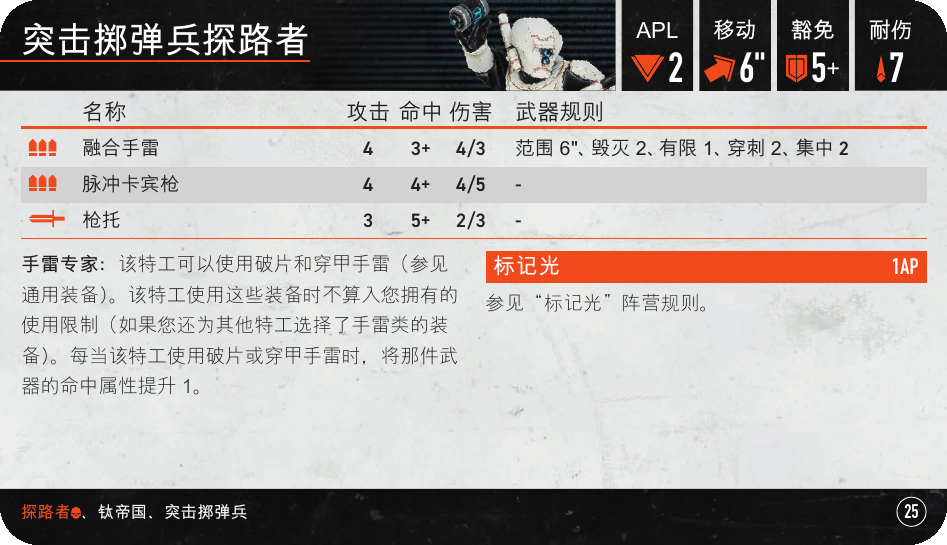 突击掷弹兵探路者
APL 移动 豁免 耐伤
2 6" 5+ 7
名称 攻击 命中 伤害 武器规则
融合手雷 4 3+ 4/3 范围 6"、毁灭 2、有限 1、穿刺 2、集中 2
脉冲卡宾枪 4 4+ 4/5 -
枪托 3 5+ 2/3 -
手雷专家：该特工可以使用破片和穿甲手雷（参见
通用装备）。该特工使用这些装备时不算入您拥有的
使用限制（如果您还为其他特工选择了手雷类的装
备）。每当该特工使用破片或穿甲手雷时，将那件武
器的命中属性提升 1。
标记光 1AP
参见“标记光”阵营规则。
探路者、钛帝国、突击掷弹兵
25